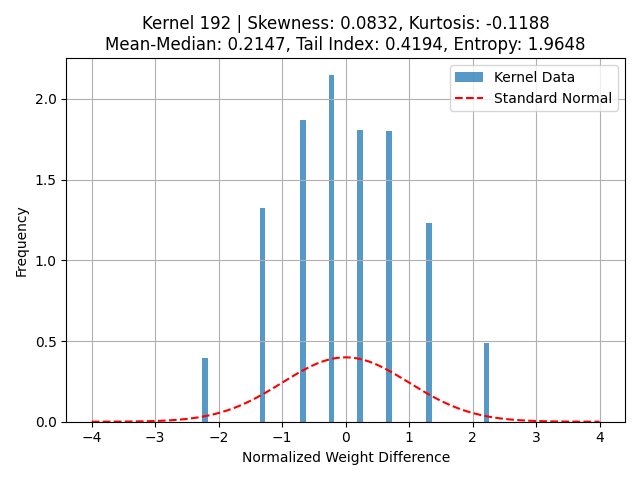 Kernel 192 | Skewness: 0.0832, Kurtosis: -0.1188
Mean-Median: 0.2147, Tail Index: 0.4194, Entropy: 1.9648
Kernel Data
Standard Normal
Frequency
2.0
1.5
1.0
0.5
0.0
−4
−3
−2
−1
0
1
2
3
4
Normalized Weight Difference